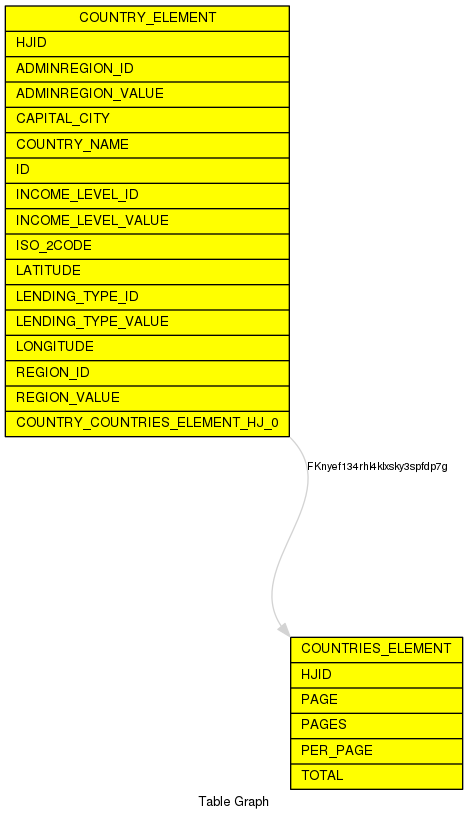 COUNTRY_ELEMENT
HJID
ADMINREGION_ID
ADMINREGION_VALUE
CAPITAL_CITY
COUNTRY_NAME
ID
INCOME_LEVEL_ID
INCOME_LEVEL_VALUE
ISO_2CODE
LATITUDE
LENDING_TYPE_ID
LENDING_TYPE_VALUE
LONGITUDE
REGION_ID
REGION_VALUE
COUNTRY_COUNTRIES_ELEMENT_HJ_0
FKnyef134rhl4klxsky3spfdp7g
COUNTRIES_ELEMENT
HJID
PAGE
PAGES
PER_PAGE
TOTAL
Table Graph